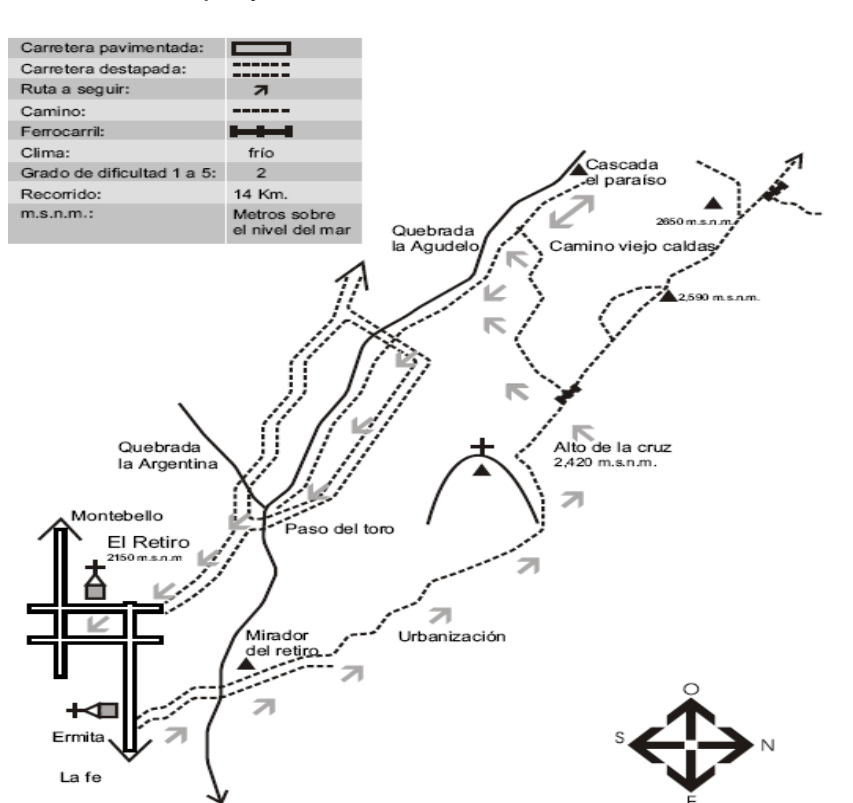 Carretera pavimentada:
Carretera destapada:
Ruta a seguir:
Camino:
Ferrocarril:
Clima: frío
Grado de dificultad 1 a 5: 2
Recorrido: 14 Km.
m.s.n.m.: Metros sobre
el nivel del mar
Cascada
el paraíso
2650 m.s.n.m.
Quebrada
la Agudelo
Camino viejo caldas
2,590 m.s.n.m.
Quebrada
la Argentina
Alto de la cruz
2,420 m.s.n.m.
Montebello
El Retiro
2150 m.s.n.m
Paso del toro
Mirador
del retiro
Urbanización
Ermita
La fe
O
S
N
E